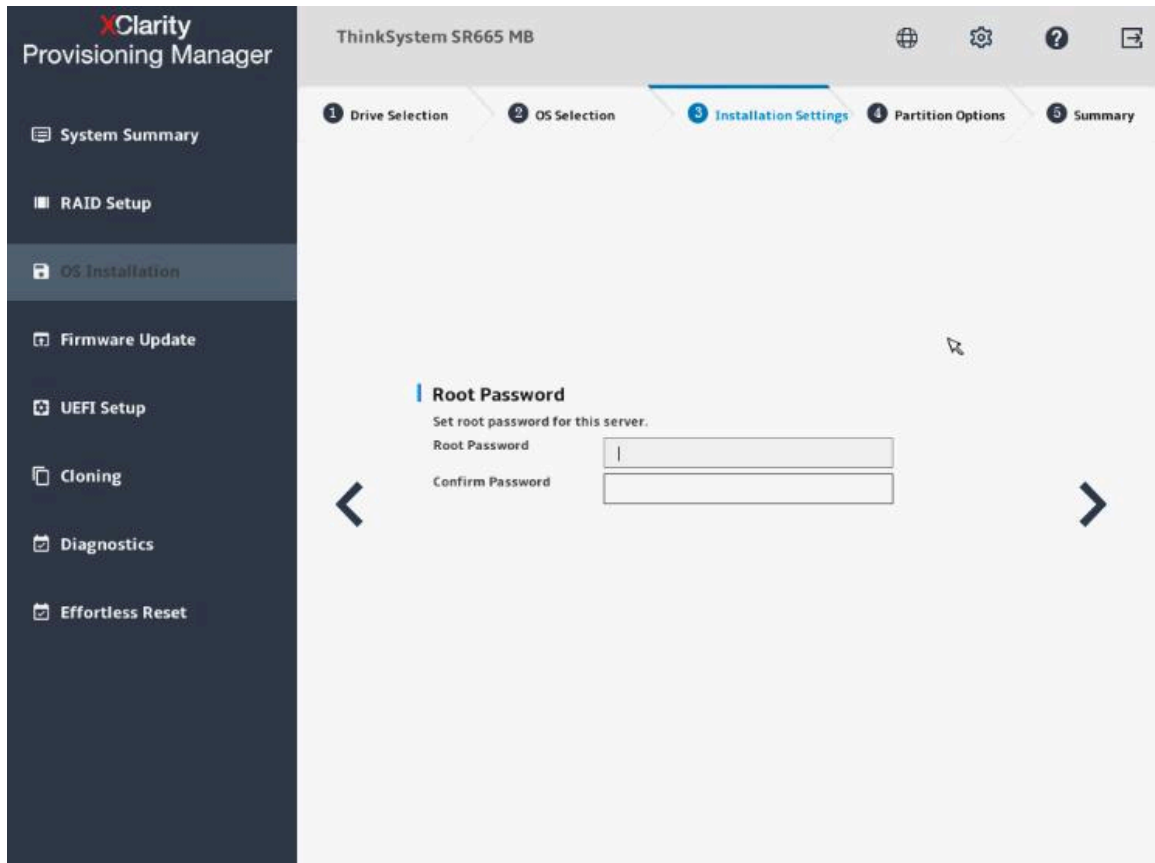 XClarity
Provisioning Manager
ThinkSystem SR665 MB
?
1 Drive Selection
2 OS Selection
3 Installation Settings
4 Partition Options
5 Summary
System Summary
RAID Setup
OS Installation
Firmware Update
UEFI Setup
Cloning
Diagnostics
Effortless Reset
Root Password
Set root password for this server.
Root Password
Confirm Password